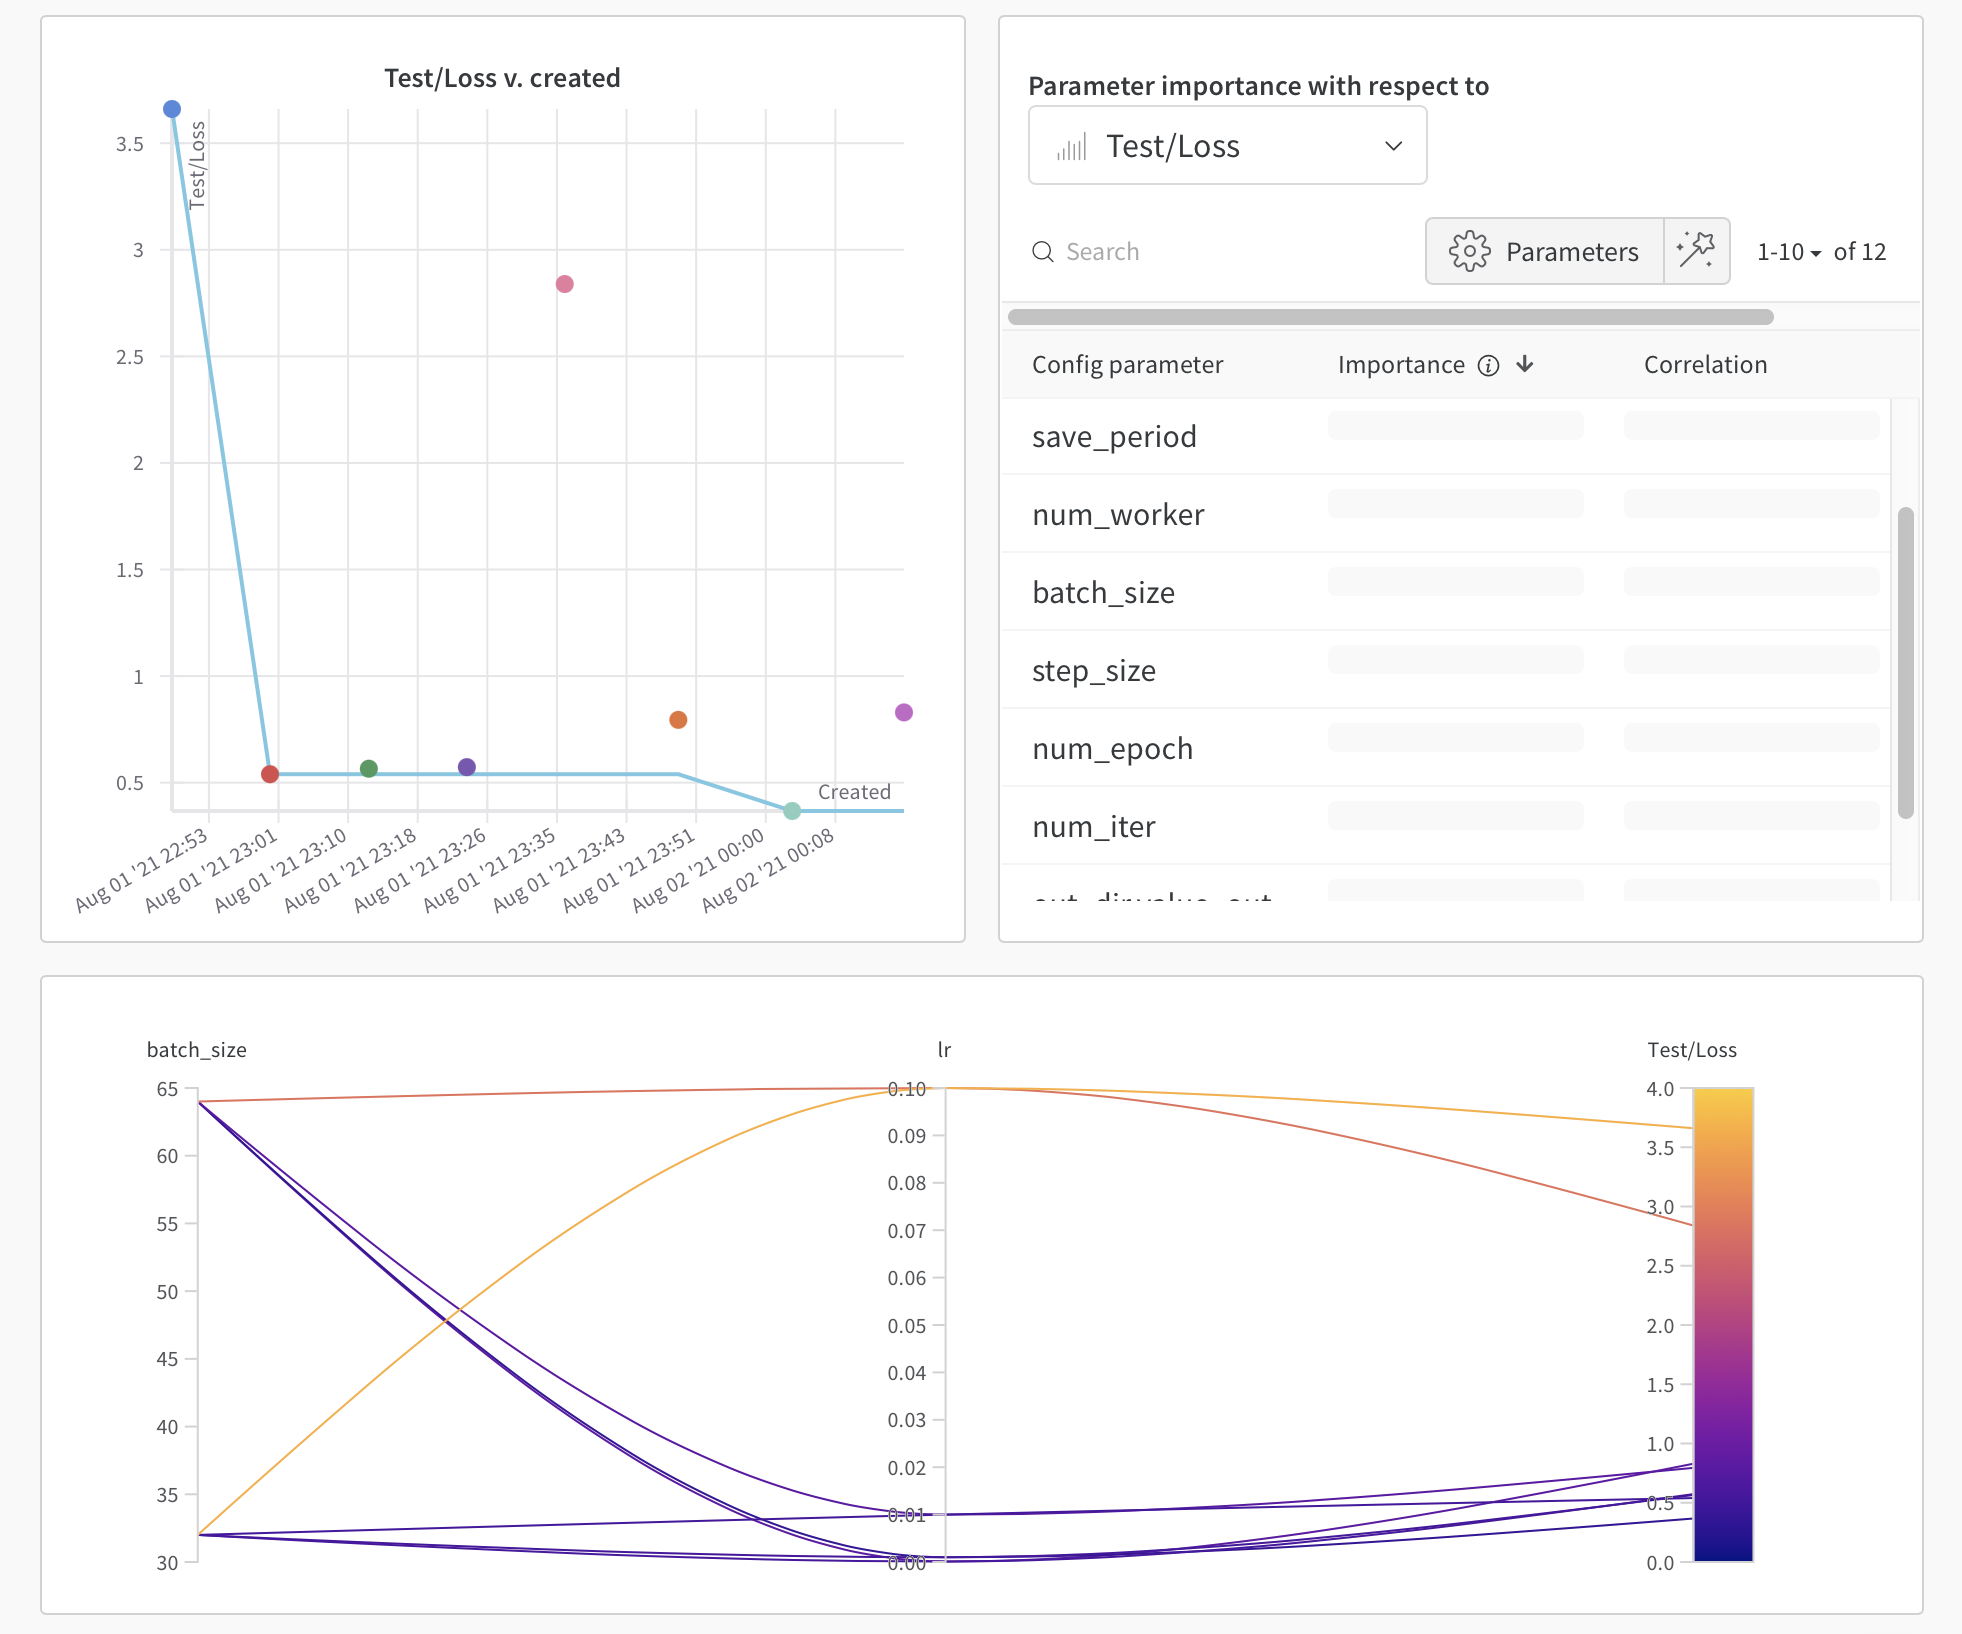 Test/Loss v. created
Test/Loss
3.5
3
2.5
2
1.5
1
0.5
Created
Aug 01 '21 22:53
Aug 01 '21 23:01
Aug 01 '21 23:10
Aug 01 '21 23:18
Aug 01 '21 23:26
Aug 01 '21 23:35
Aug 01 '21 23:43
Aug 01 '21 23:51
Aug 02 '21 00:00
Aug 02 '21 00:08
Parameter importance with respect to
Test/Loss
Search
Parameters
1-10 of 12
Config parameter Importance Correlation
save_period
num_worker
batch_size
step_size
num_epoch
num_iter
batch_size
65
60
55
50
45
40
35
30
lr
0.10
0.09
0.08
0.07
0.06
0.05
0.04
0.03
0.02
0.01
0.00
Test/Loss
4.0
3.5
3.0
2.5
2.0
1.5
1.0
0.5
0.0